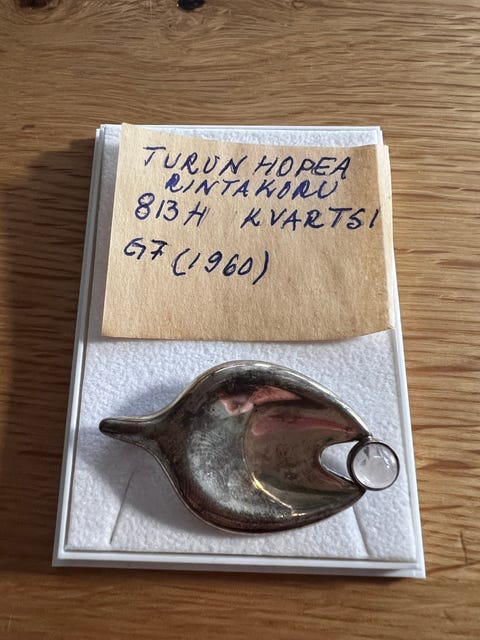 TURUN HOPEA
RINTAKORU
813H KVARTSI
G7 (1960)